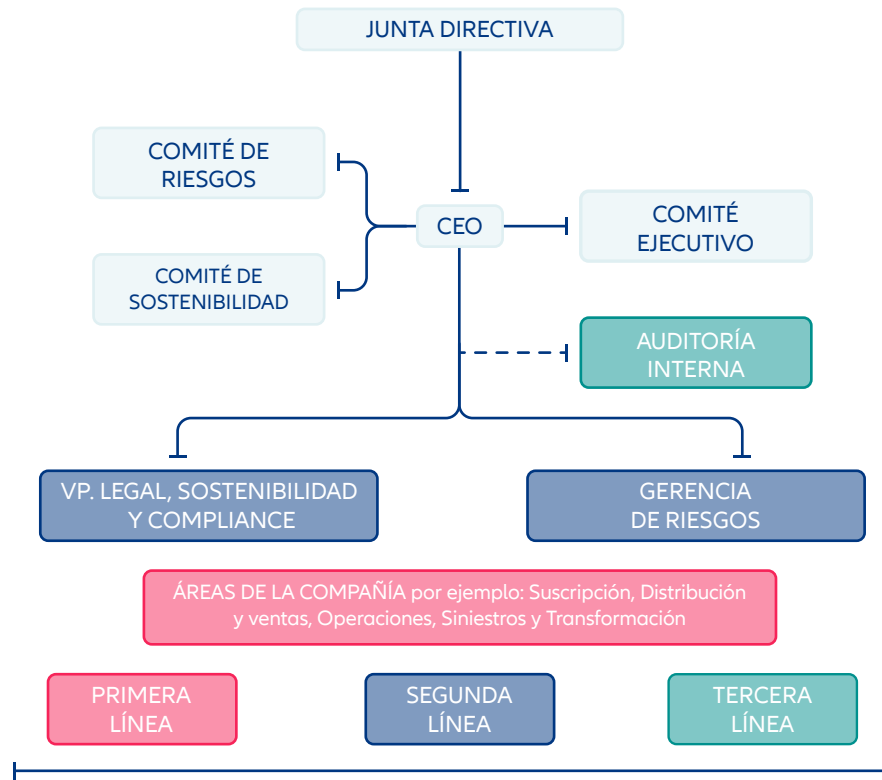 JUNTA DIRECTIVA
COMITÉ DE
RIESGOS
CEO
COMITÉ
EJECUTIVO
COMITÉ DE
SOSTENIBILIDAD
AUDITORÍA
INTERNA
VP. LEGAL, SOSTENIBILIDAD
Y COMPLIANCE
GERENCIA
DE RIESGOS
ÁREAS DE LA COMPAÑÍA por ejemplo: Suscripción, Distribución
y ventas, Operaciones, Siniestros y Transformación
PRIMERA
LÍNEA
SEGUNDA
LÍNEA
TERCERA
LÍNEA